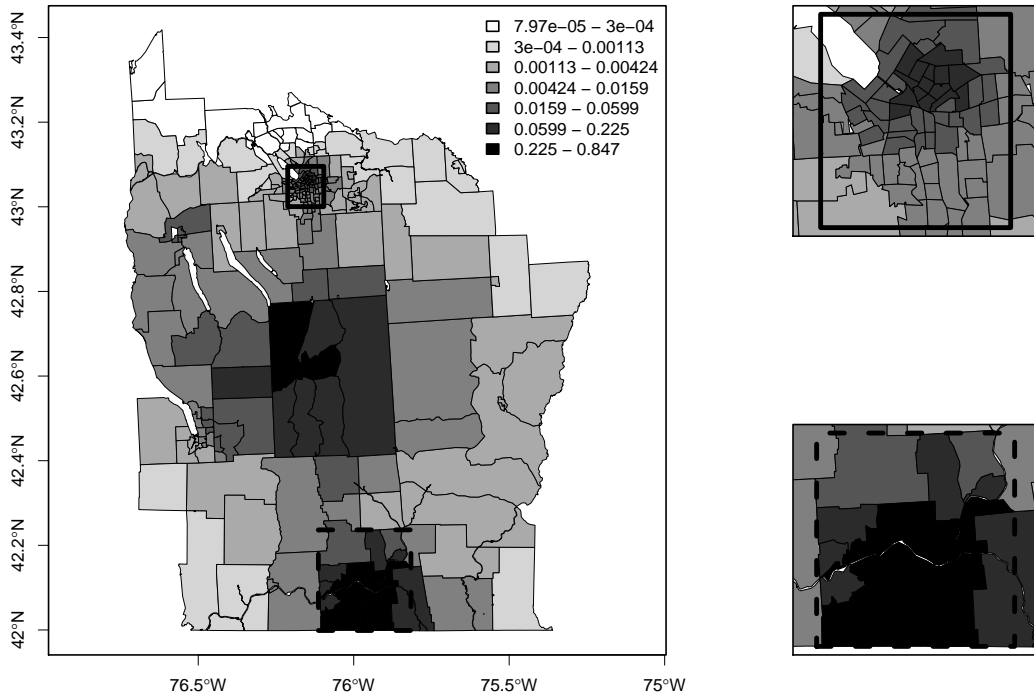 7.97e−05 − 3e−04
3e−04 − 0.00113
0.00113 − 0.00424
0.00424 − 0.0159
0.0159 − 0.0599
0.0599 − 0.225
0.225 − 0.847
43.4°N
43.2°N
43°N
42.8°N
42.6°N
42.4°N
42.2°N
42°N
76.5°W
76°W
75.5°W
75°W